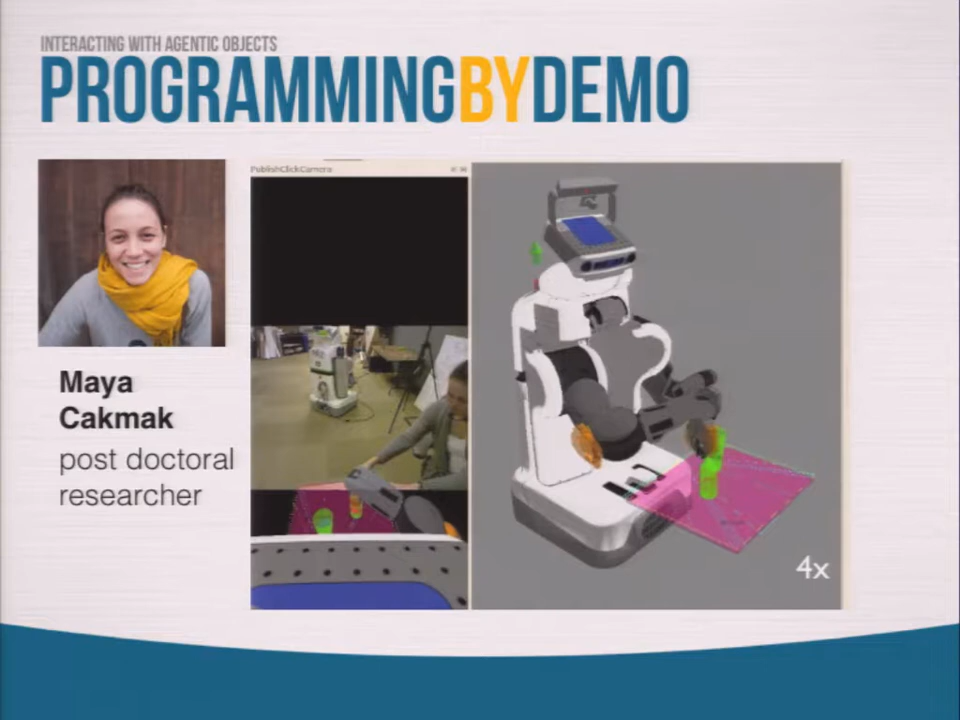 INTERACTING WITH AGENTIC OBJECTS
PROGRAMMINGBYDEMO
PublishClickCamera
Maya
Cakmak
post doctoral
researcher
4x